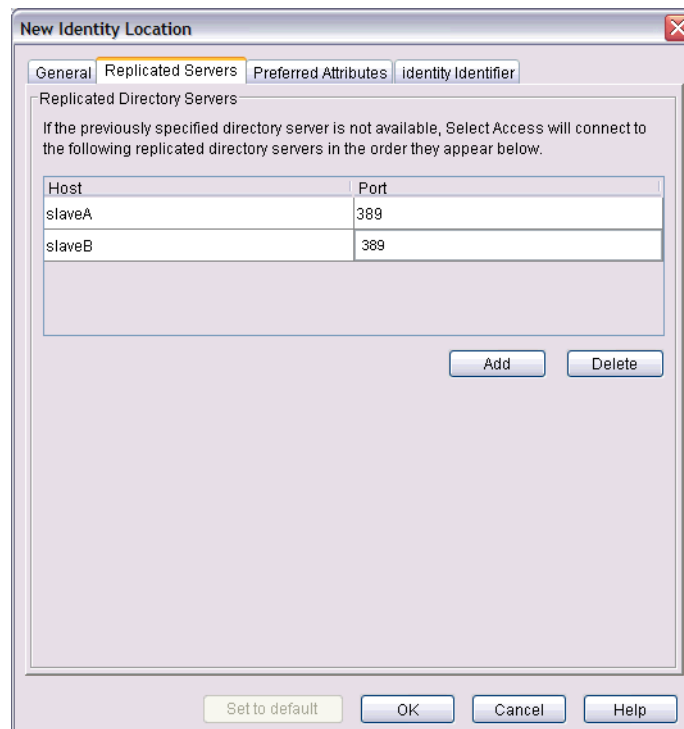 New Identity Location
General Replicated Servers Preferred Attributes identity Identifier
Replicated Directory Servers
If the previously specified directory server is not available, Select Access will connect to
the following replicated directory servers in the order they appear below.
Host Port
slaveA 389
slaveB 389
Add Delete
Set to default OK Cancel Help